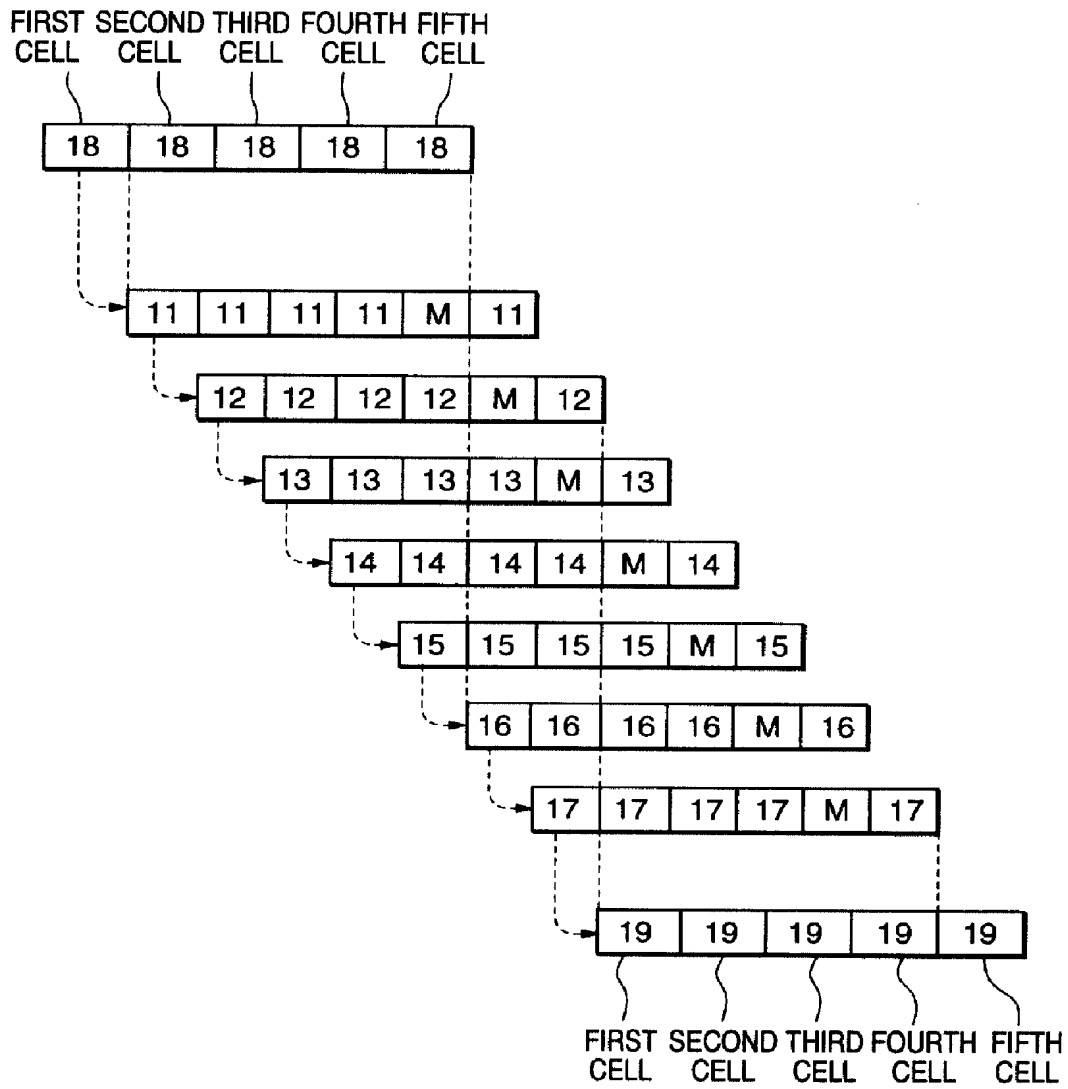 FIRST SECOND THIRD FOURTH FIFTH
CELL CELL CELL CELL CELL
18 18 18 18 18
11 11 11 11 M 11
12 12 12 12 M 12
13 13 13 13 M 13
14 14 14 14 M 14
15 15 15 15 M 15
16 16 16 16 M 16
17 17 17 17 M 17
19 19 19 19 19
FIRST SECOND THIRD FOURTH FIFTH
CELL CELL CELL CELL CELL